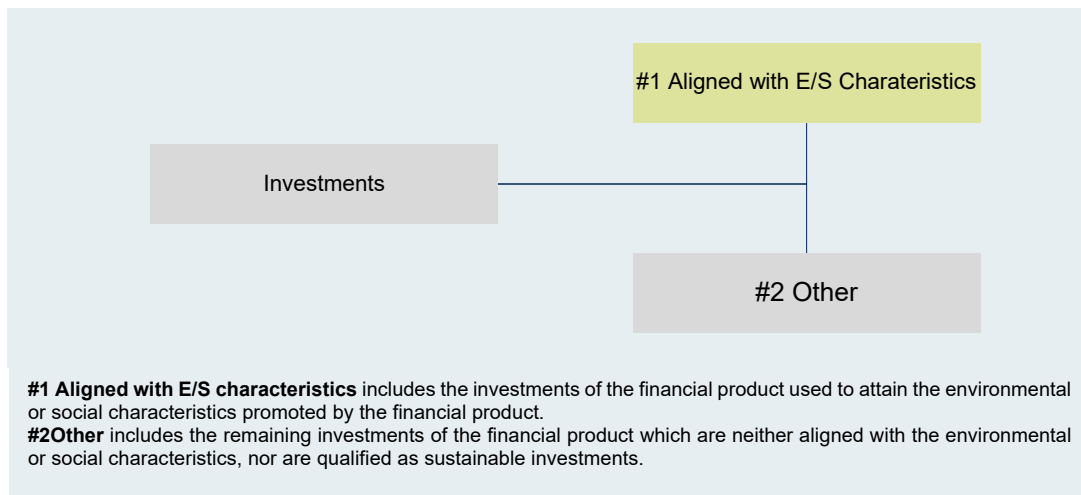 #1 Aligned with E/S Charateristics
Investments
#2 Other
#1 Aligned with E/S characteristics includes the investments of the financial product used to attain the environmental
or social characteristics promoted by the financial product.
#2Other includes the remaining investments of the financial product which are neither aligned with the environmental
or social characteristics, nor are qualified as sustainable investments.